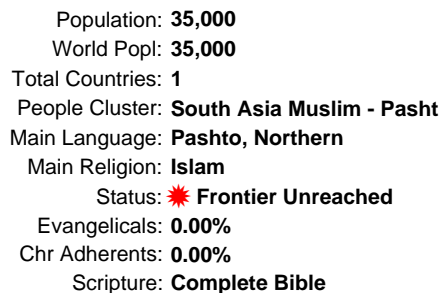 Population: 35,000
World Popl: 35,000
Total Countries: 1
People Cluster: South Asia Muslim - Pasht
Main Language: Pashto, Northern
Main Religion: Islam
Status: Frontier Unreached
Evangelicals: 0.00%
Chr Adherents: 0.00%
Scripture: Complete Bible